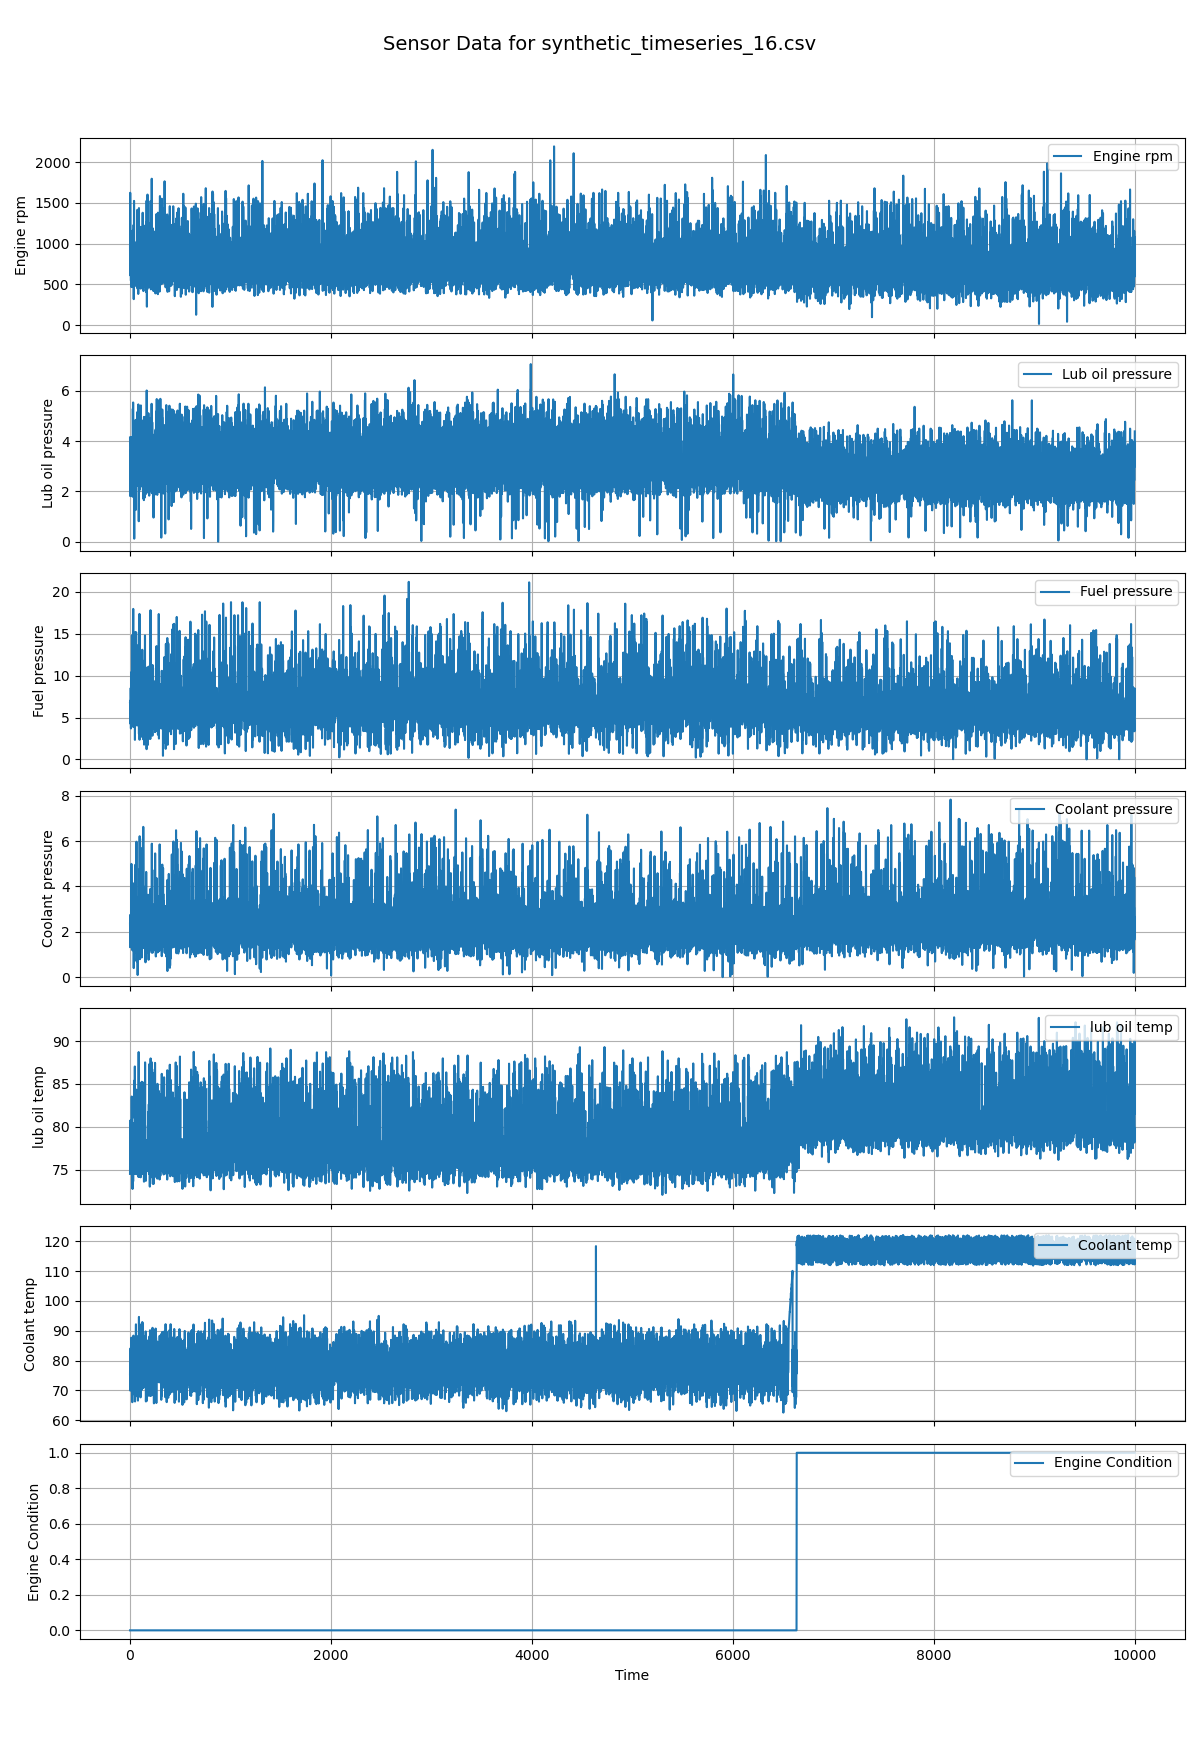 Sensor Data for synthetic_timeseries_16.csv
Engine rpm
2000
1500
1000
500
0
Engine rpm
Lub oil pressure
6
4
2
0
Lub oil pressure
Fuel pressure
20
15
10
5
0
Fuel pressure
Coolant pressure
8
6
4
2
0
Coolant pressure
lub oil temp
90
85
80
75
lub oil temp
Coolant temp
120
110
100
90
80
70
60
Coolant temp
Engine Condition
1.0
0.8
0.6
0.4
0.2
0.0
Engine Condition
0 2000 4000 6000 8000 10000
Time